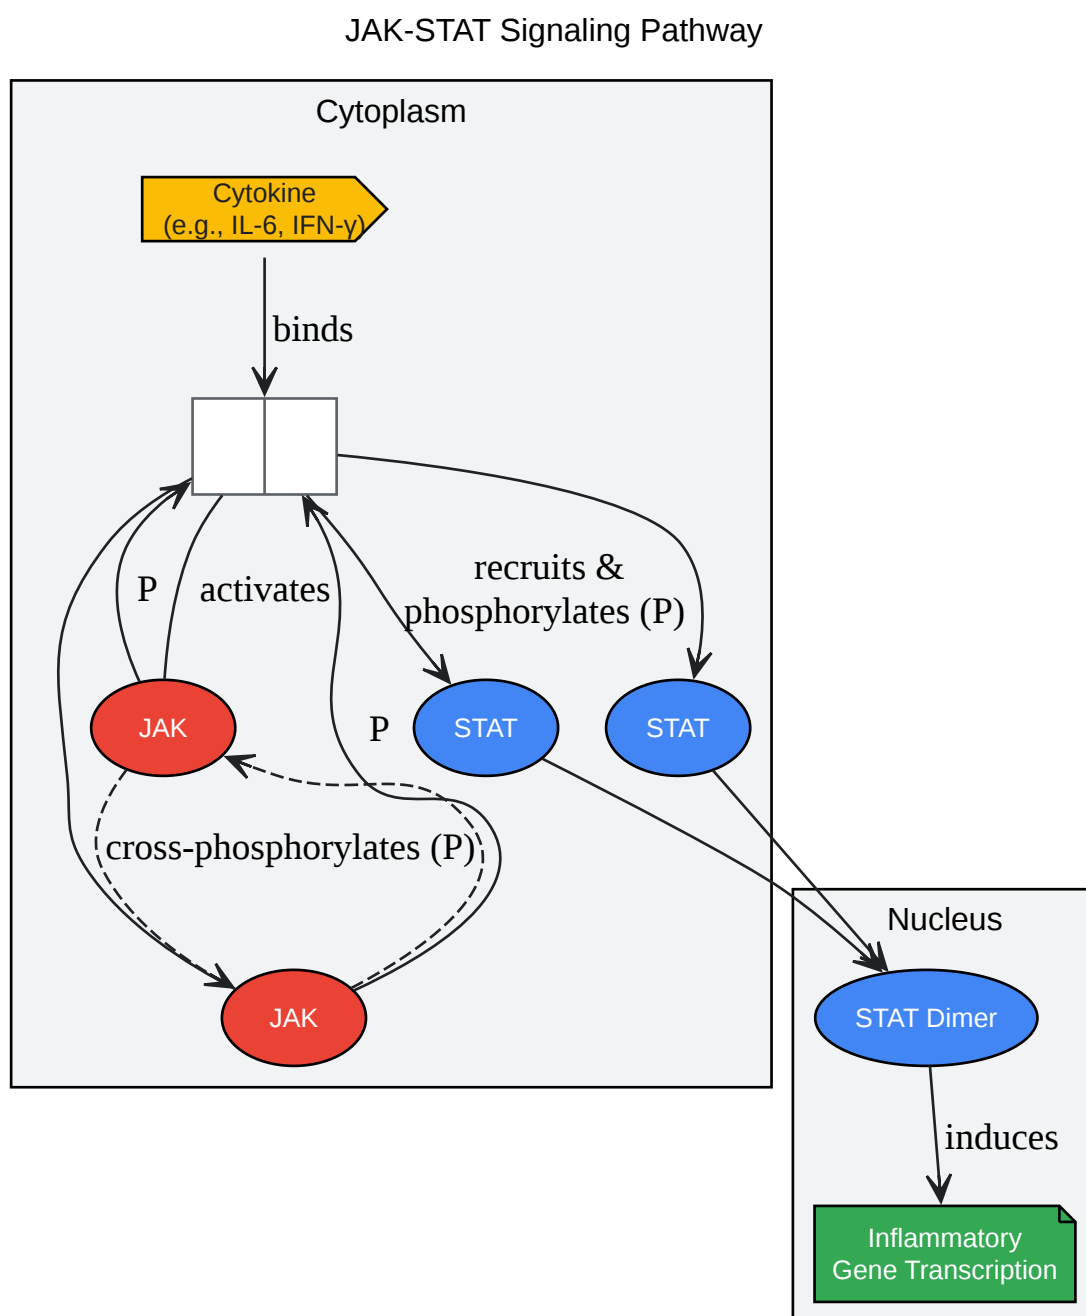 JAK-STAT Signaling Pathway
Cytoplasm
Cytokine
(e.g., IL-6, IFN-γ)
binds
recruits &
phosphorylates (P)
P
activates
JAK
P
STAT
STAT
cross-phosphorylates (P)
JAK
Nucleus
STAT Dimer
induces
Inflammatory
Gene Transcription